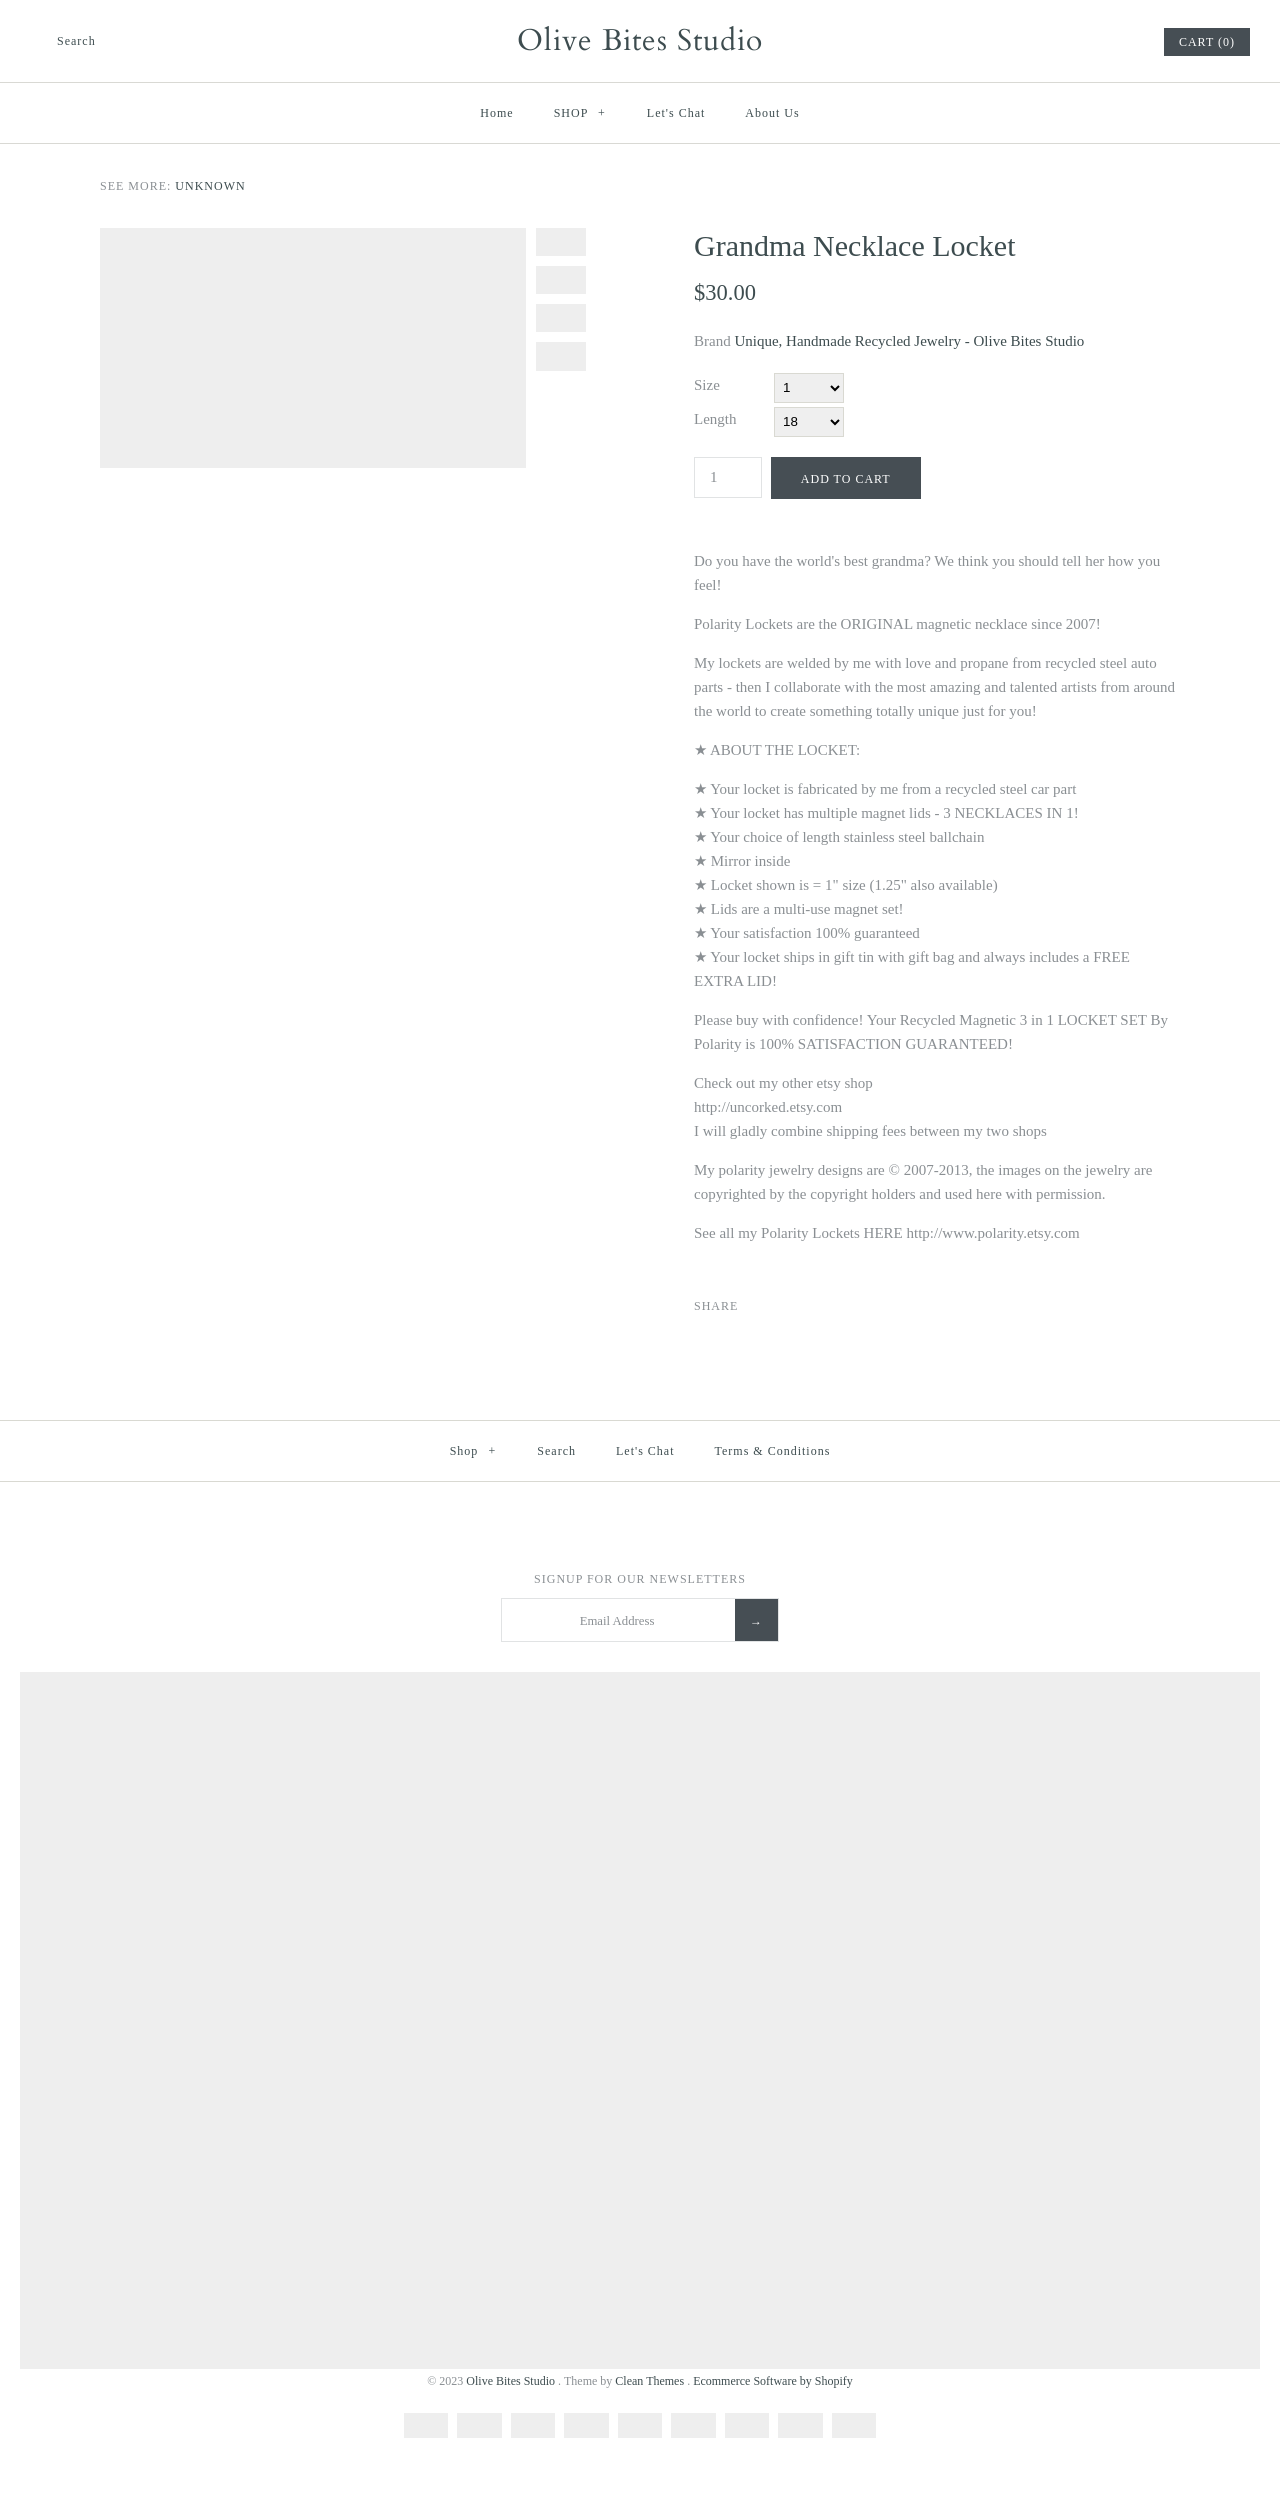 Search
Olive Bites Studio
CART (0)
Home SHOP + Let's Chat About Us
SEE MORE: UNKNOWN
Grandma Necklace Locket
$30.00
Brand Unique, Handmade Recycled Jewelry - Olive Bites Studio
Size 1
Length 18
1 ADD TO CART
Do you have the world's best grandma? We think you should tell her how you
feel!
Polarity Lockets are the ORIGINAL magnetic necklace since 2007!
My lockets are welded by me with love and propane from recycled steel auto
parts - then I collaborate with the most amazing and talented artists from around
the world to create something totally unique just for you!
★ ABOUT THE LOCKET:
★ Your locket is fabricated by me from a recycled steel car part
★ Your locket has multiple magnet lids - 3 NECKLACES IN 1!
★ Your choice of length stainless steel ballchain
★ Mirror inside
★ Locket shown is = 1" size (1.25" also available)
★ Lids are a multi-use magnet set!
★ Your satisfaction 100% guaranteed
★ Your locket ships in gift tin with gift bag and always includes a FREE
EXTRA LID!
Please buy with confidence! Your Recycled Magnetic 3 in 1 LOCKET SET By
Polarity is 100% SATISFACTION GUARANTEED!
Check out my other etsy shop
http://uncorked.etsy.com
I will gladly combine shipping fees between my two shops
My polarity jewelry designs are © 2007-2013, the images on the jewelry are
copyrighted by the copyright holders and used here with permission.
See all my Polarity Lockets HERE http://www.polarity.etsy.com
SHARE
Shop + Search Let's Chat Terms & Conditions
SIGNUP FOR OUR NEWSLETTERS
Email Address →
© 2023 Olive Bites Studio . Theme by Clean Themes . Ecommerce Software by Shopify